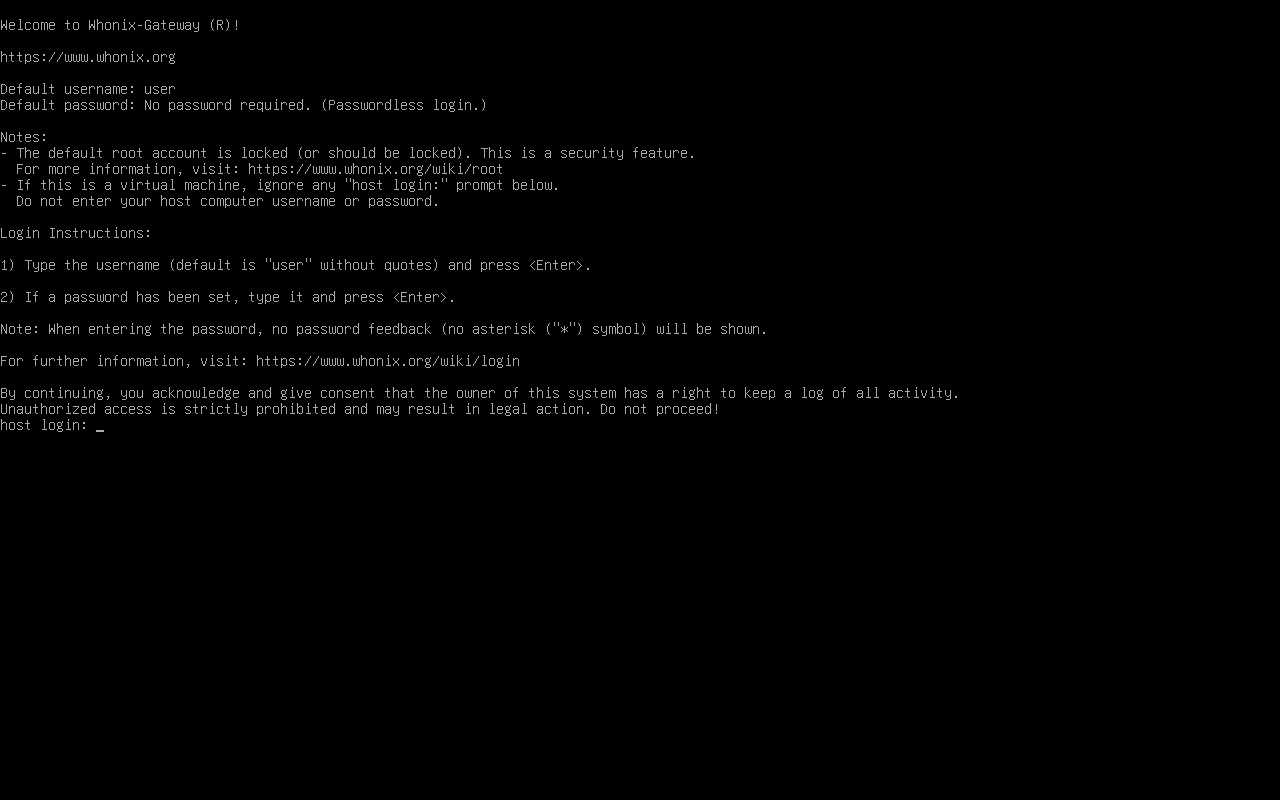 Welcome to Whonix-Gateway (R)!
https://www.whonix.org
Default username: user
Default password: No password required. (Passwordless login.)
Notes:
- The default root account is locked (or should be locked). This is a security feature.
For more information, visit: https://www.whonix.org/wiki/root
- If this is a virtual machine, ignore any "host login:" prompt below.
Do not enter your host computer username or password.
Login Instructions:
1) Type the username (default is "user" without quotes) and press <Enter>.
2) If a password has been set, type it and press <Enter>.
Note: When entering the password, no password feedback (no asterisk ("*") symbol) will be shown.
For further information, visit: https://www.whonix.org/wiki/login
By continuing, you acknowledge and give consent that the owner of this system has a right to keep a log of all activity.
Unauthorized access is strictly prohibited and may result in legal action. Do not proceed!
host login: _